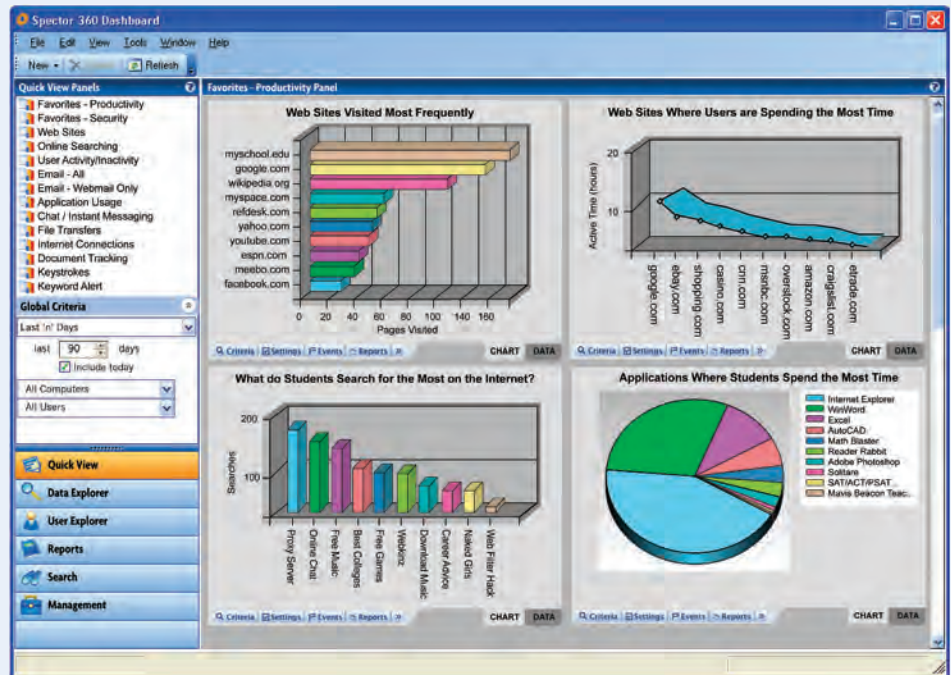 Spector 360 Dashboard
File Edit View Tools Window Help
New Refresh
Quick View Panels
Favorites - Productivity
Favorites - Security
Web Sites
Online Searching
User Activity/Inactivity
Email - All
Email - Webmail Only
Application Usage
Chat / Instant Messaging
File Transfers
Internet Connections
Document Tracking
Keystrokes
Keyword Alert
Global Criteria
Last 'n' Days
last 90 days
Include today
All Computers
All Users
Quick View
Data Explorer
User Explorer
Reports
Search
Management
Favorites - Productivity Panel
Web Sites Visited Most Frequently
myschool.edu
google.com
wikipedia.org
myspace.com
refdesk.com
yahoo.com
youtube.com
espn.com
meebo.com
facebook.com
0 20 40 60 80 100 120 140 160
Pages Visited
Criteria Settings Events Reports »
CHART DATA
Web Sites Where Users are Spending the Most Time
20
10
Active Time (hours)
google.com
ebay.com
shopping.com
casino.com
cnn.com
msnbc.com
overstock.com
amazon.com
craigslist.com
etrade.com
Criteria Settings Events Reports »
CHART DATA
What do Students Search for the Most on the Internet?
200
100
Searches
Proxy Server
Online Chat
Free Music
Best Colleges
Free Games
Webkinz
Download Music
Career Advice
Naked Girls
Web Filter Hack
Criteria Settings Events Reports »
CHART DATA
Applications Where Students Spend the Most Time
Internet Explorer
WinWord
Excel
AutoCAD
Math Blaster
Reader Rabbit
Adobe Photoshop
Solitare
SAT/ACT/PSAT...
Mavis Beacon Teac..
Criteria Settings Events Reports »
CHART DATA